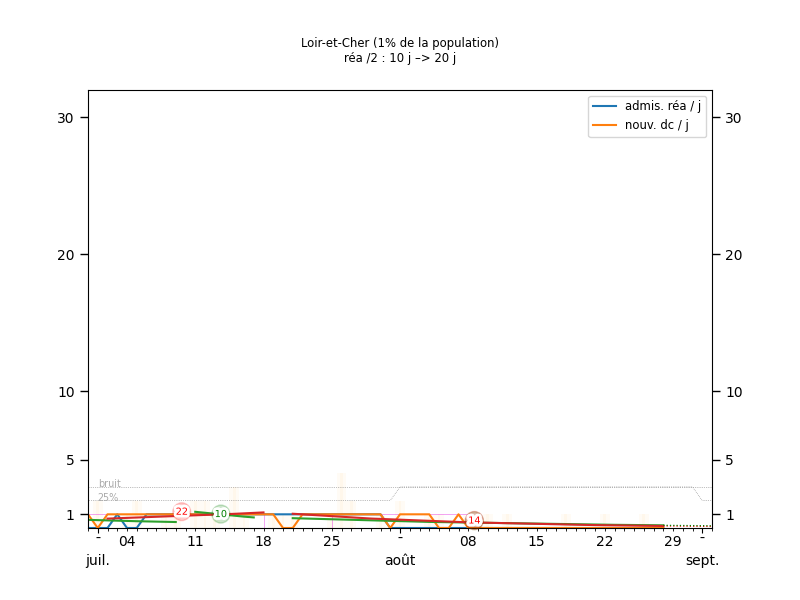 Loir-et-Cher (1% de la population)
réa /2 : 10 j –> 20 j
admis. réa / j
nouv. dc / j
30 30
20 20
10 10
5 5
bruit
25%
1 22 10 14 1
- 04 11 18 25 - 08 15 22 29 -
juil. août sept.